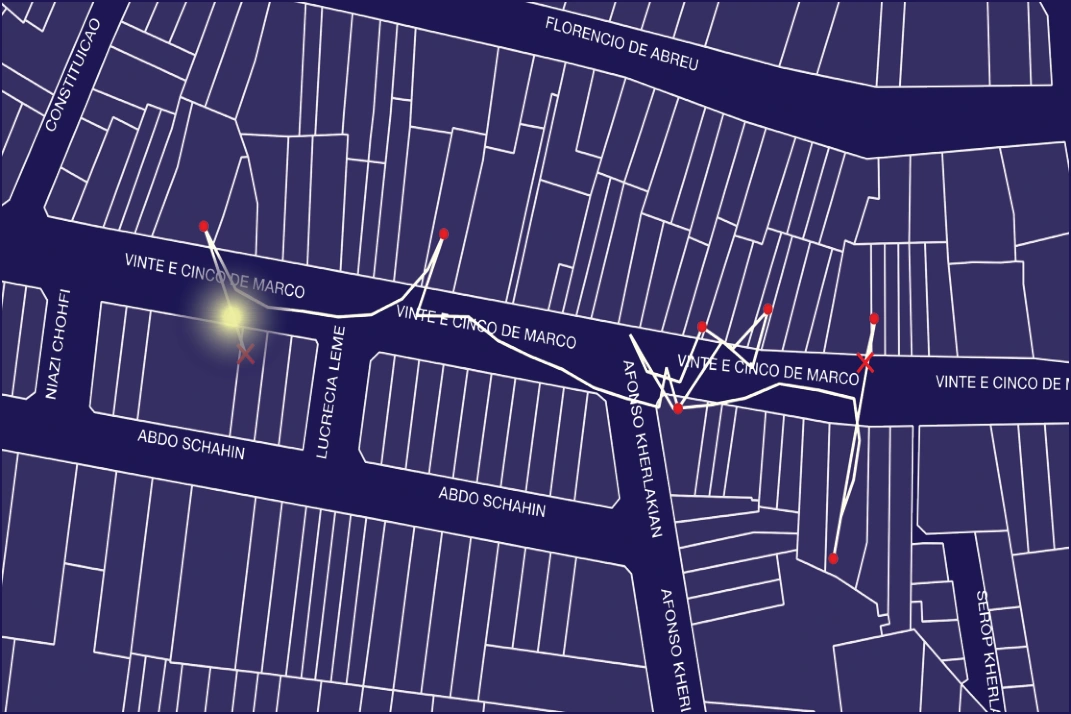 FLORENCIO DE ABREU
CONSTITUICAO
VINTE E CINCO DE MARCO
VINTE E CINCO DE MARCO
VINTE E CINCO DE MARCO
VINTE E CINCO DE M
NIAZI CHOHFI
LUCRECIA LEME
AFONSO KHERLAKIAN
ABDO SCHAHIN
ABDO SCHAHIN
AFONSO KHERL
SEROP KHERLA